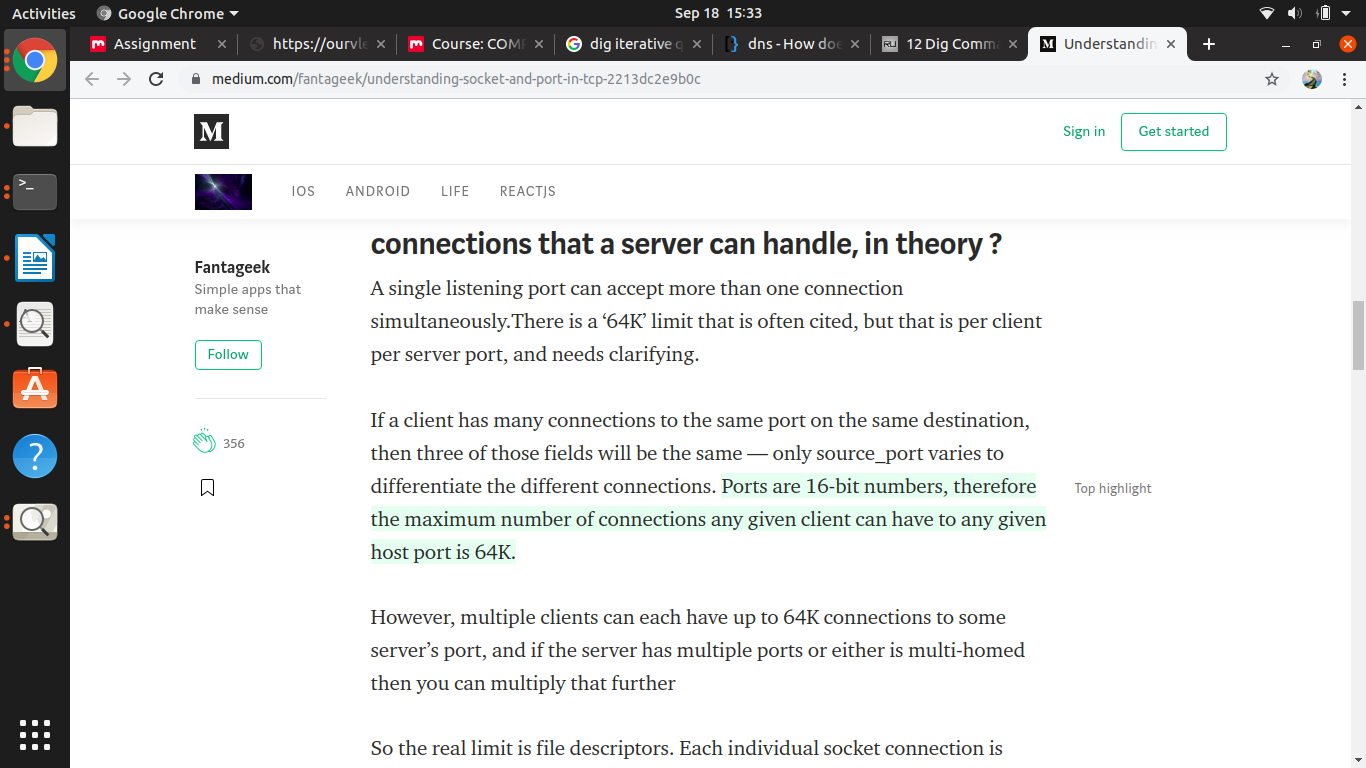 Activities
Google Chrome
Sep 18 15:33
Assignment
https://ourvle
Course: COMP
dig iterative q
dns - How doe
12 Dig Comma
Understandin
medium.com/fantageek/understanding-socket-and-port-in-tcp-2213dc2e9b0c
M
Sign in
Get started
IOS
ANDROID
LIFE
REACTJS
connections that a server can handle, in theory ?
Fantageek
Simple apps that
make sense
Follow
356
A single listening port can accept more than one connection
simultaneously.There is a ‘64K’ limit that is often cited, but that is per client
per server port, and needs clarifying.
If a client has many connections to the same port on the same destination,
then three of those fields will be the same — only source_port varies to
differentiate the different connections. Ports are 16-bit numbers, therefore
the maximum number of connections any given client can have to any given
host port is 64K.
Top highlight
However, multiple clients can each have up to 64K connections to some
server’s port, and if the server has multiple ports or either is multi-homed
then you can multiply that further
So the real limit is file descriptors. Each individual socket connection is